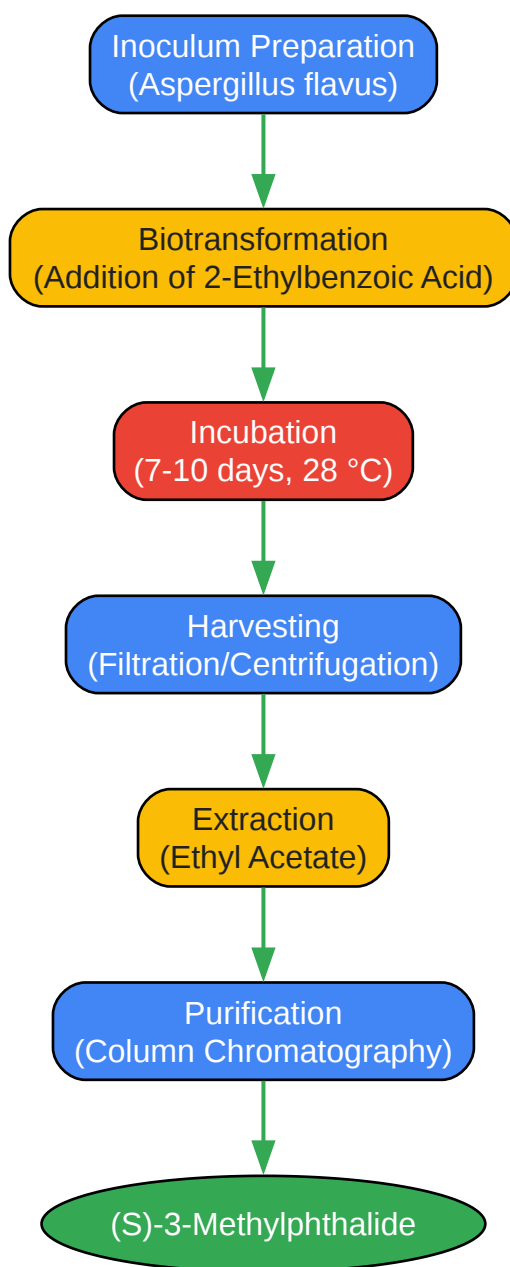 Inoculum Preparation
(Aspergillus flavus)
Biotransformation
(Addition of 2-Ethylbenzoic Acid)
Incubation
(7-10 days, 28 °C)
Harvesting
(Filtration/Centrifugation)
Extraction
(Ethyl Acetate)
Purification
(Column Chromatography)
(S)-3-Methylphthalide